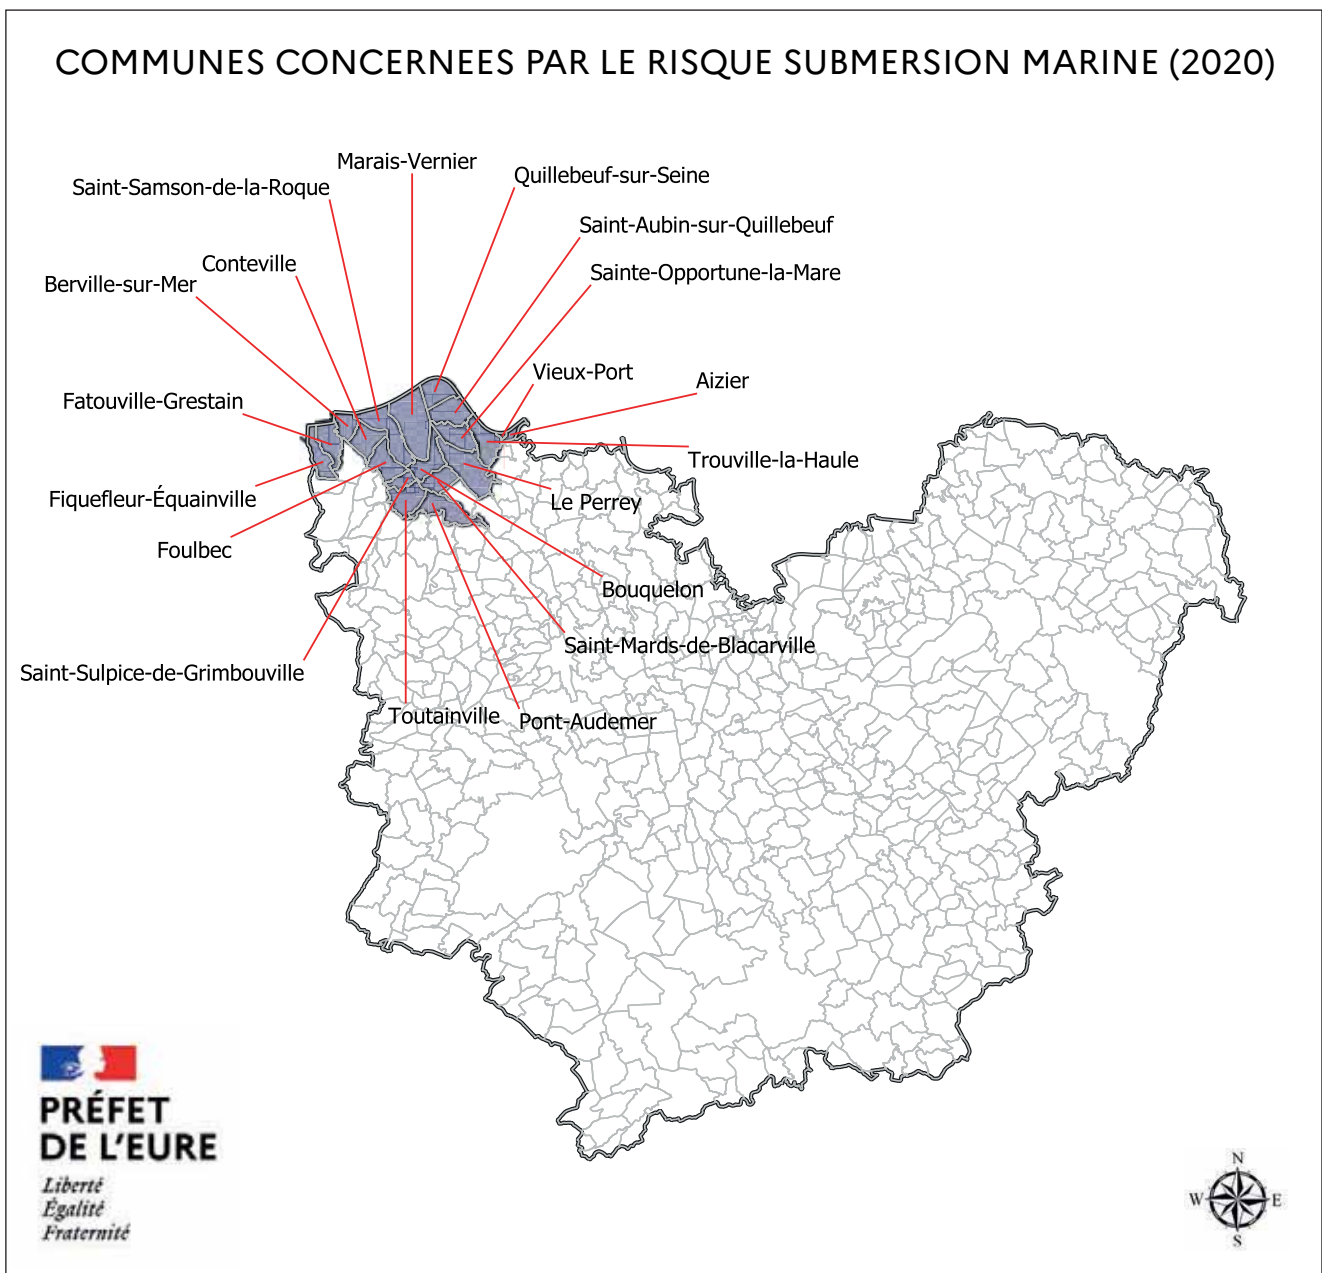 COMMUNES CONCERNEES PAR LE RISQUE SUBMERSION MARINE (2020)
Marais-Vernier
Quillebeuf-sur-Seine
Saint-Samson-de-la-Roque
Saint-Aubin-sur-Quillebeuf
Conteville
Sainte-Opportune-la-Mare
Berville-sur-Mer
Vieux-Port
Aizier
Fatouville-Grestain
Trouville-la-Haule
Fiquefleur-Équainville
Le Perrey
Foulbec
Bouquelon
Saint-Mards-de-Blacarville
Saint-Sulpice-de-Grimbouville
Toutainville
Pont-Audemer
PRÉFET
DE L'EURE
Liberté
Égalité
Fraternité
N
W
E
S